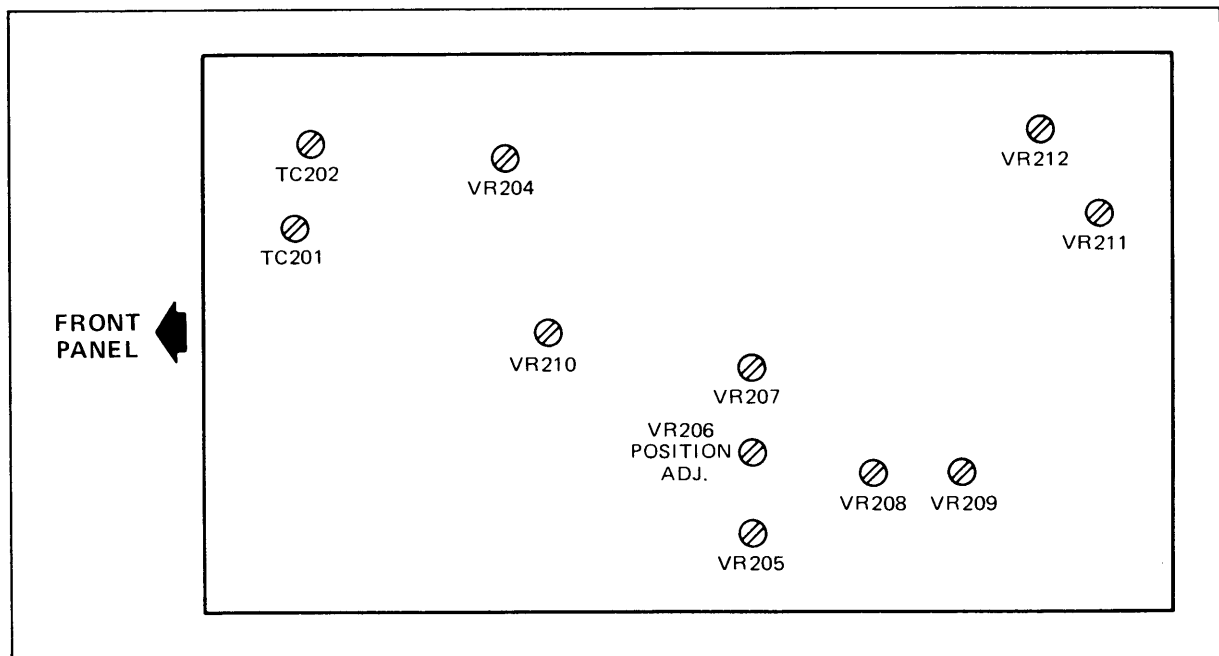 TC202
VR204
VR212
TC201
VR211
FRONT
PANEL
VR210
VR207
VR206
POSITION
ADJ.
VR208
VR209
VR205